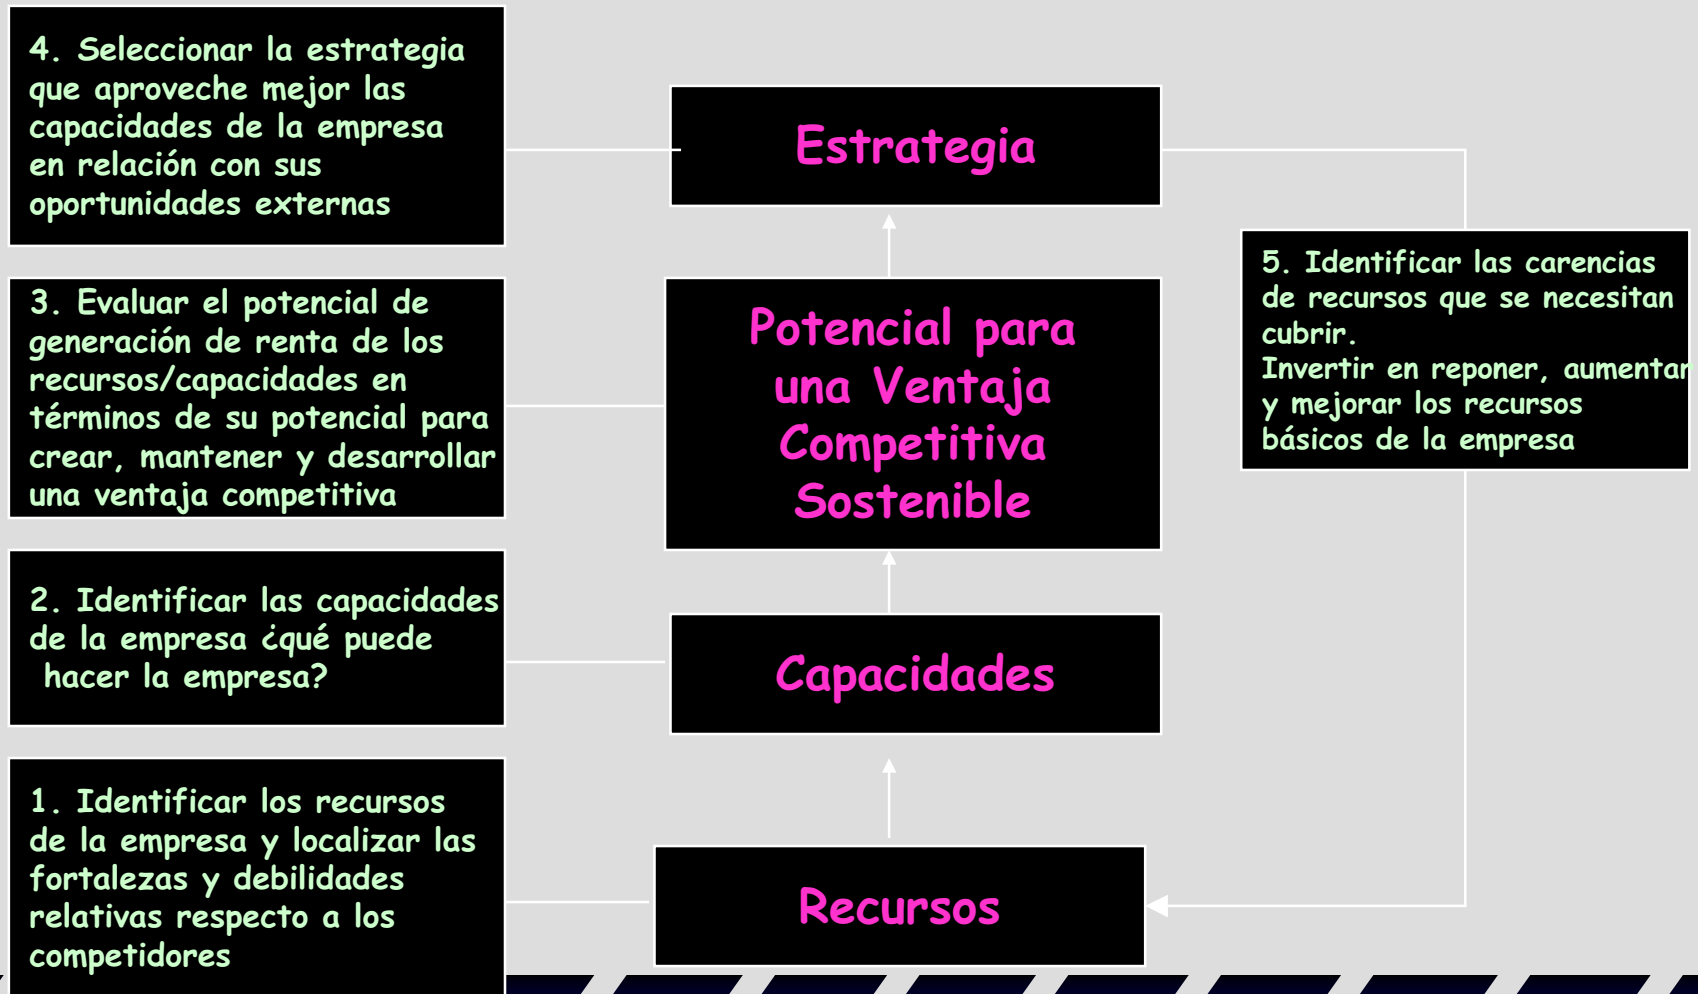 4. Seleccionar la estrategia
que aproveche mejor las
capacidades de la empresa
en relación con sus
oportunidades externas
Estrategia
3. Evaluar el potencial de
generación de renta de los
recursos/capacidades en
términos de su potencial para
crear, mantener y desarrollar
una ventaja competitiva
Potencial para
una Ventaja
Competitiva
Sostenible
5. Identificar las carencias
de recursos que se necesitan
cubrir.
Invertir en reponer, aumentar
y mejorar los recursos
básicos de la empresa
2. Identificar las capacidades
de la empresa ¿qué puede
hacer la empresa?
Capacidades
1. Identificar los recursos
de la empresa y localizar las
fortalezas y debilidades
relativas respecto a los
competidores
Recursos